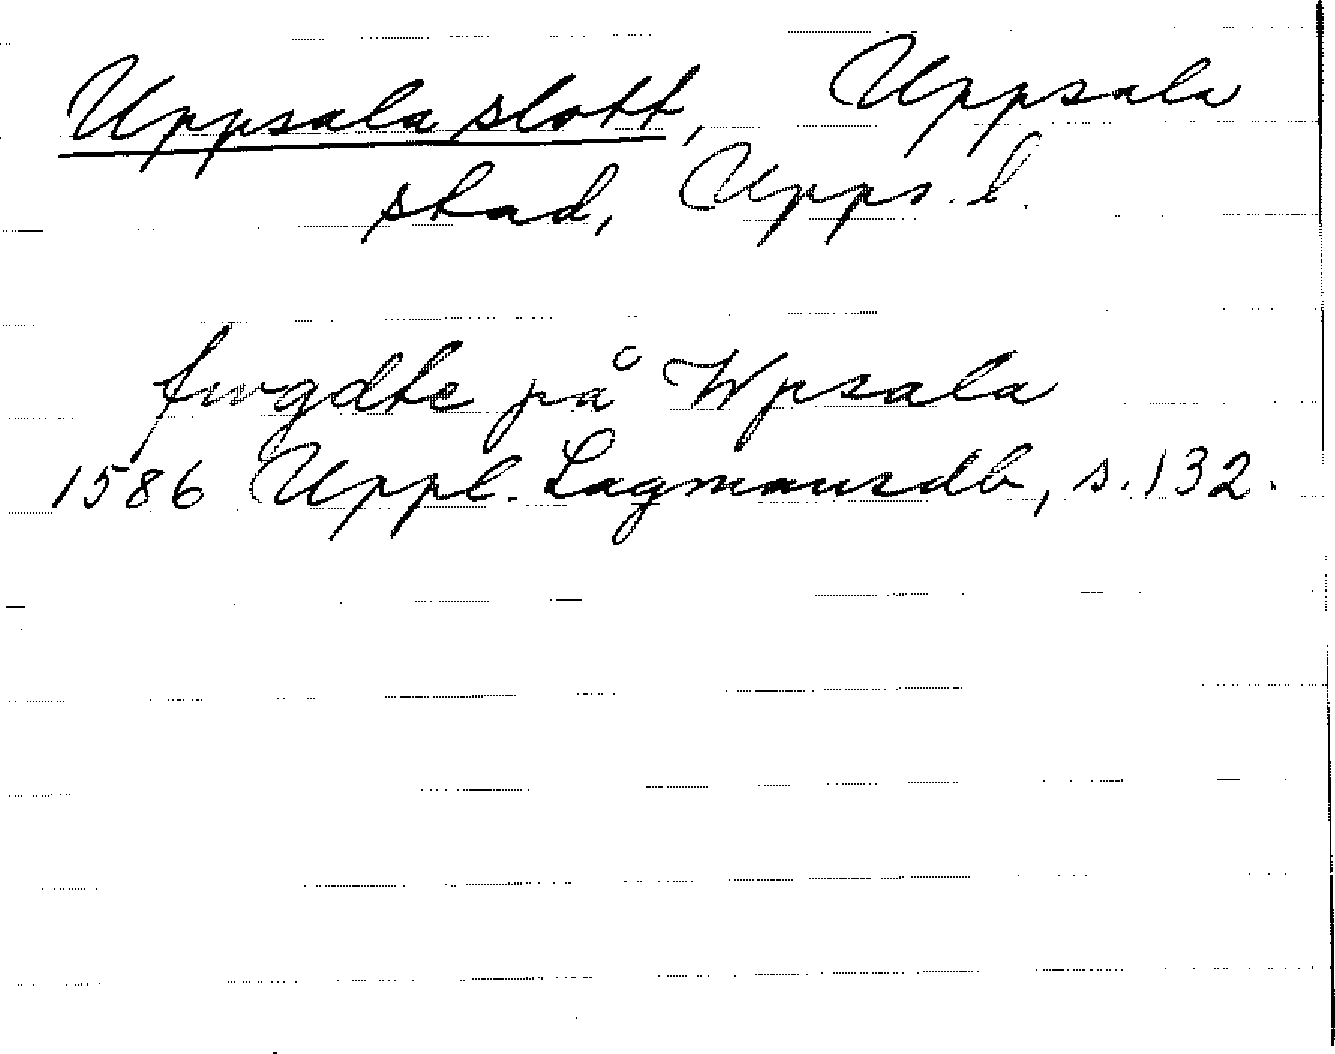 Uppsala slott, Uppsala
stad, Upps. l.
fwgdte på Wpsala
1586 Uppl. Lagmansdb, s. 132.